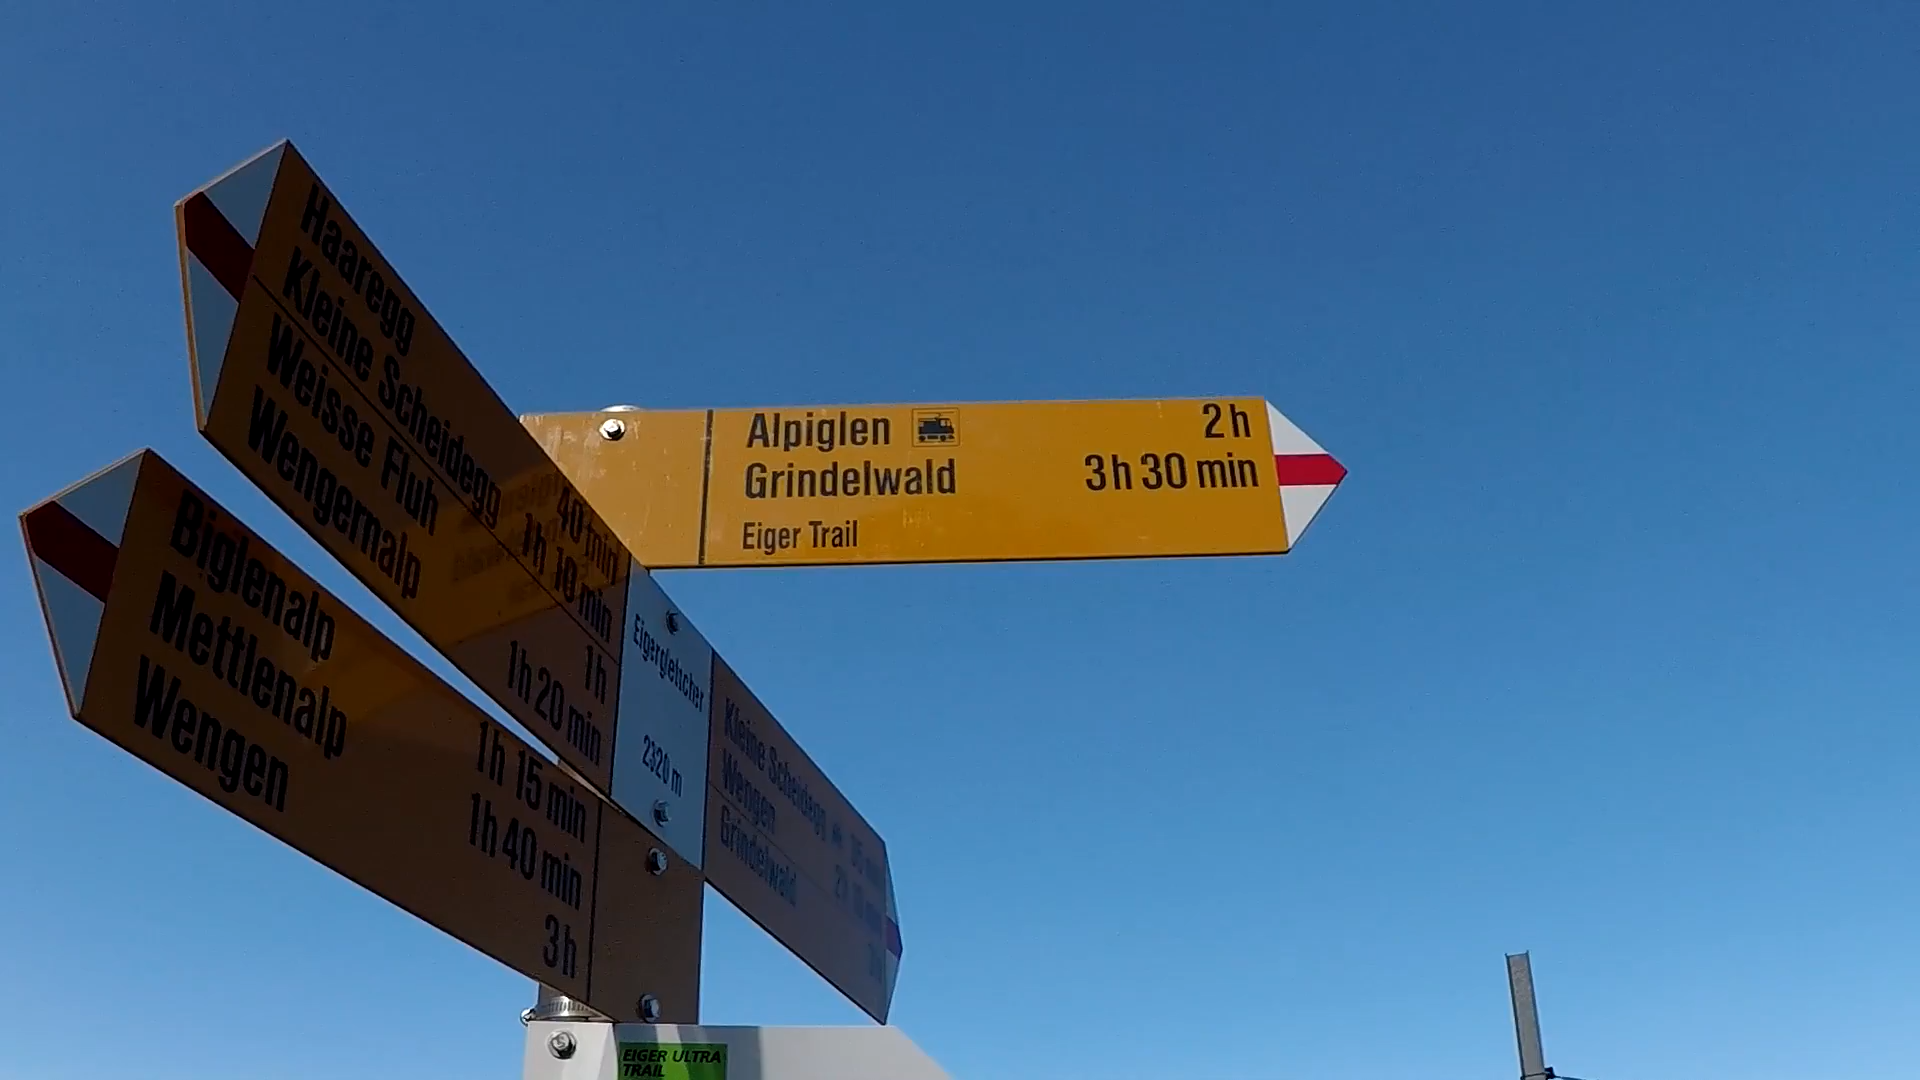 Haaregg 40 min
Kleine Scheidegg 1h 10 min
Weisse Fluh 1h
Wengernalp 1h 20 min
Alpiglen 2h
Grindelwald 3h 30 min
Eiger Trail
Biglenalp 1h 15 min
Mettlenalp 1h 40 min
Wengen 3h
Eigergletscher
2320 m
Kleine Scheidegg
Wengen
Grindelwald
EIGER ULTRA
TRAIL